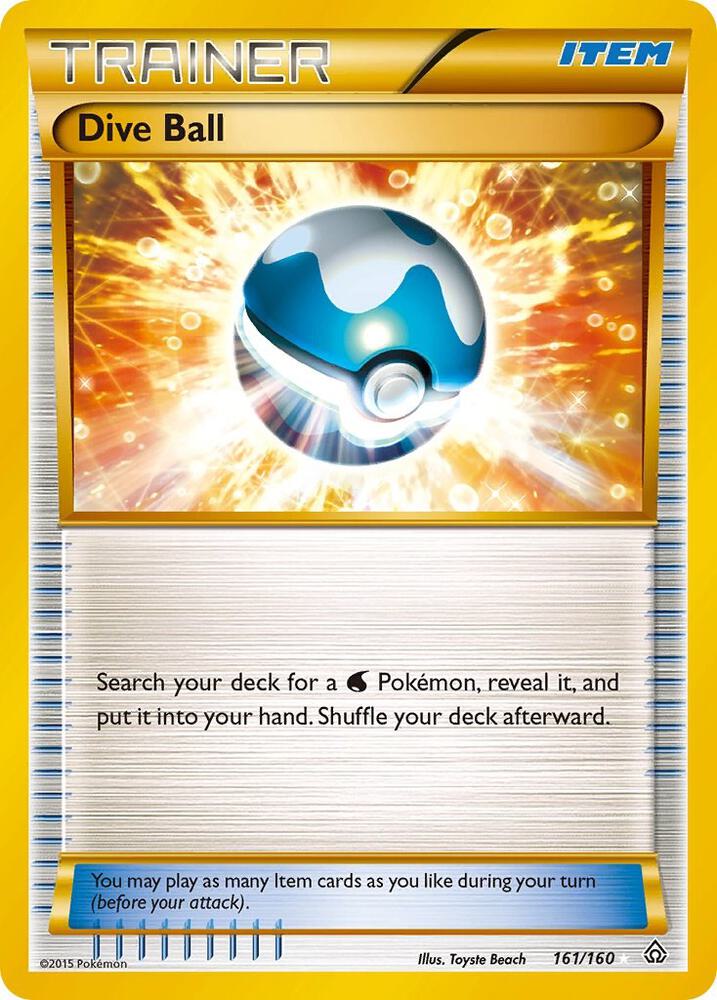 TRAINER
ITEM
Dive Ball
Search your deck for a Pokémon, reveal it, and
put it into your hand. Shuffle your deck afterward.
You may play as many Item cards as you like during your turn
(before your attack).
©2015 Pokémon
Illus. Toyste Beach
161/160